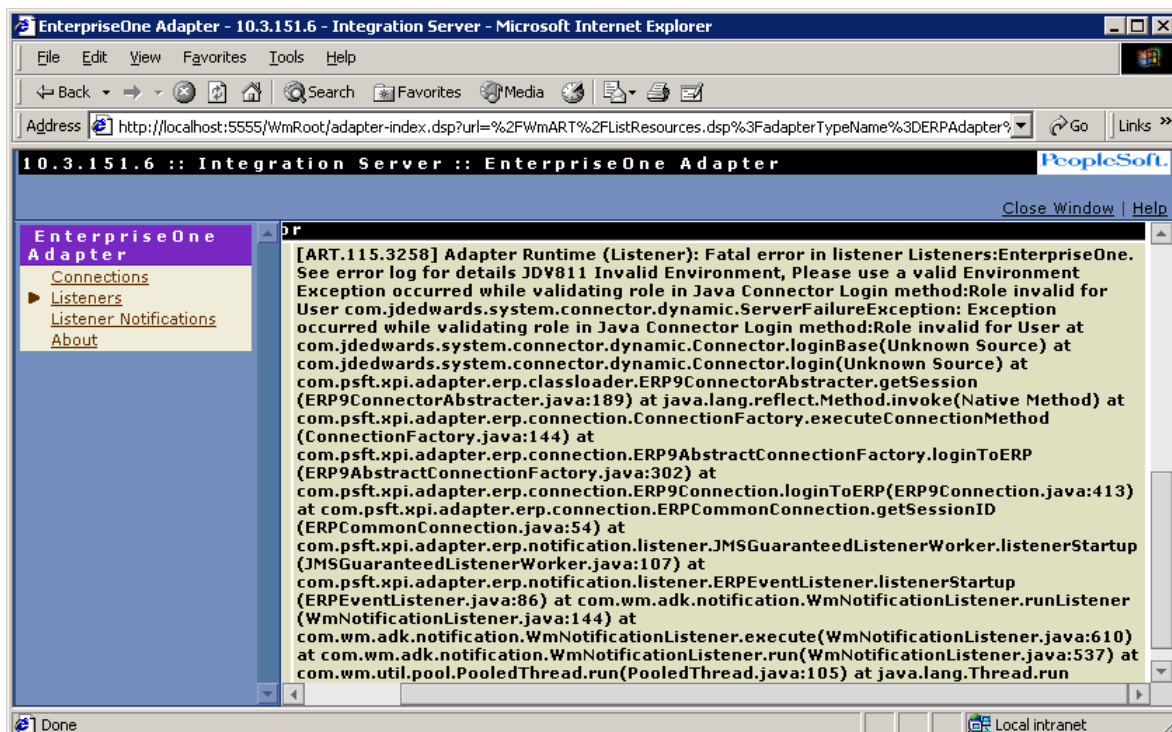 EnterpriseOne Adapter - 10.3.151.6 - Integration Server - Microsoft Internet Explorer
File Edit View Favorites Tools Help
Back Search Favorites Media
Address http://localhost:5555/WmRoot/adapter-index.dsp?url=%2FWmART%2FListResources.dsp%3FadapterTypeName%3DERPAdapter% Go Links »
10.3.151.6 :: Integration Server :: EnterpriseOne Adapter PeopleSoft.
Close Window | Help
EnterpriseOne
Adapter
Connections
Listeners
Listener Notifications
About
or
[ART.115.3258] Adapter Runtime (Listener): Fatal error in listener Listeners:EnterpriseOne.
See error log for details JDV811 Invalid Environment, Please use a valid Environment
Exception occurred while validating role in Java Connector Login method:Role invalid for
User com.jdedwards.system.connector.dynamic.ServerFailureException: Exception
occurred while validating role in Java Connector Login method:Role invalid for User at
com.jdedwards.system.connector.dynamic.Connector.loginBase(Unknown Source) at
com.jdedwards.system.connector.dynamic.Connector.login(Unknown Source) at
com.psft.xpi.adapter.erp.classloader.ERP9ConnectorAbstracter.getSession
(ERP9ConnectorAbstracter.java:189) at java.lang.reflect.Method.invoke(Native Method) at
com.psft.xpi.adapter.erp.connection.ConnectionFactory.executeConnectionMethod
(ConnectionFactory.java:144) at
com.psft.xpi.adapter.erp.connection.ERP9AbstractConnectionFactory.loginToERP
(ERP9AbstractConnectionFactory.java:302) at
com.psft.xpi.adapter.erp.connection.ERP9Connection.loginToERP(ERP9Connection.java:413)
at com.psft.xpi.adapter.erp.connection.ERPCommonConnection.getSessionID
(ERPCommonConnection.java:54) at
com.psft.xpi.adapter.erp.notification.listener.JMSGuaranteedListenerWorker.listenerStartup
(JMSGuaranteedListenerWorker.java:107) at
com.psft.xpi.adapter.erp.notification.listener.ERPEventListener.listenerStartup
(ERPEventListener.java:86) at com.wm.adk.notification.WmNotificationListener.runListener
(WmNotificationListener.java:144) at
com.wm.adk.notification.WmNotificationListener.execute(WmNotificationListener.java:610)
at com.wm.adk.notification.WmNotificationListener.run(WmNotificationListener.java:537) at
com.wm.util.pool.PooledThread.run(PooledThread.java:105) at java.lang.Thread.run
Done Local intranet